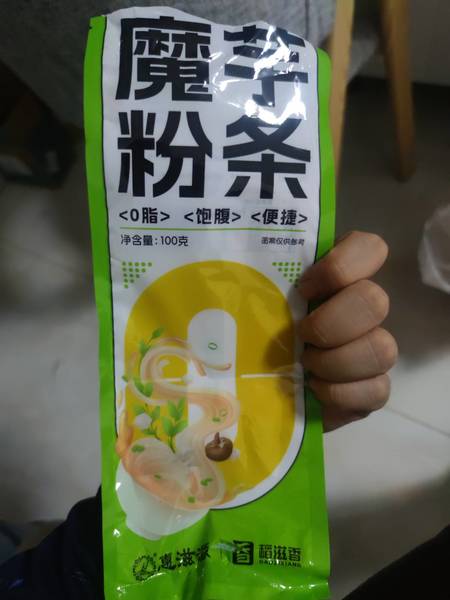 魔芋
粉条
<0脂> <饱腹> <便捷>
净含量:100克
图案仅供参考
稻滋香
DAOZIXIANG